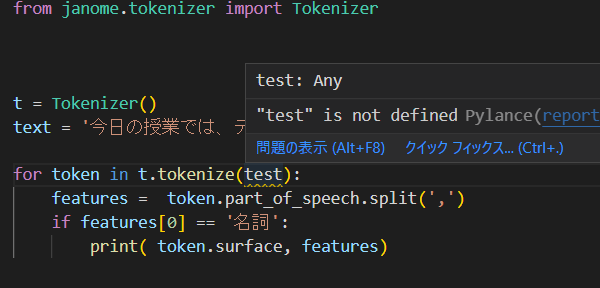 from janome.tokenizer import Tokenizer
test: Any
t = Tokenizer()
"test" is not defined Pylance(report
text = '今日の授業では、テ
問題の表示 (Alt+F8) クイック フィックス... (Ctrl+.)
for token in t.tokenize(test):
features =  token.part_of_speech.split(',')
if features[0] == '名詞':
print( token.surface, features)